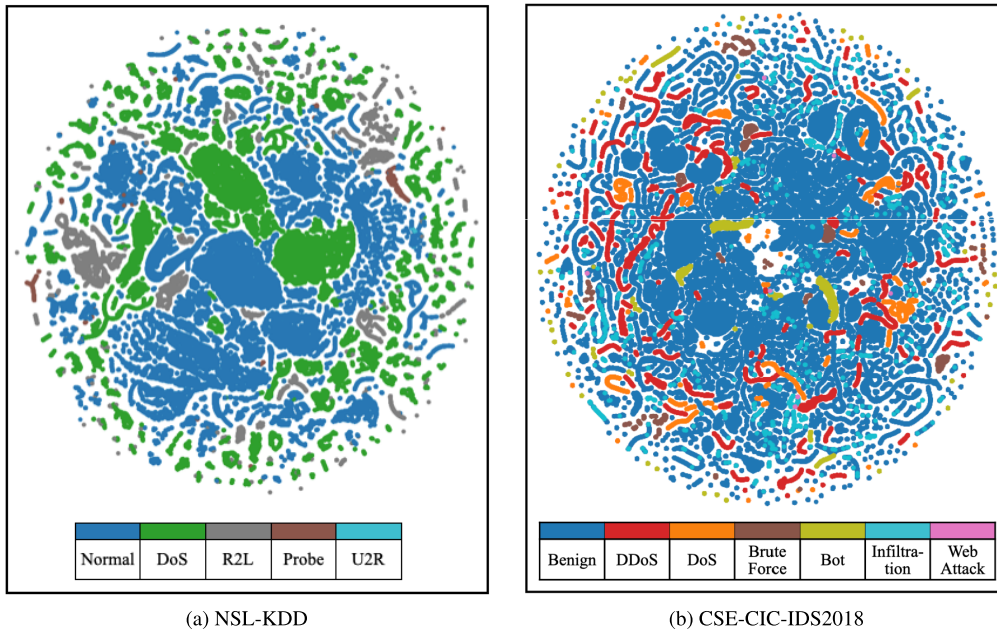 Normal DoS R2L Probe U2R
(a) NSL-KDD
Benign DDoS DoS Brute Force Bot Infiltra-tion Web Attack
(b) CSE-CIC-IDS2018